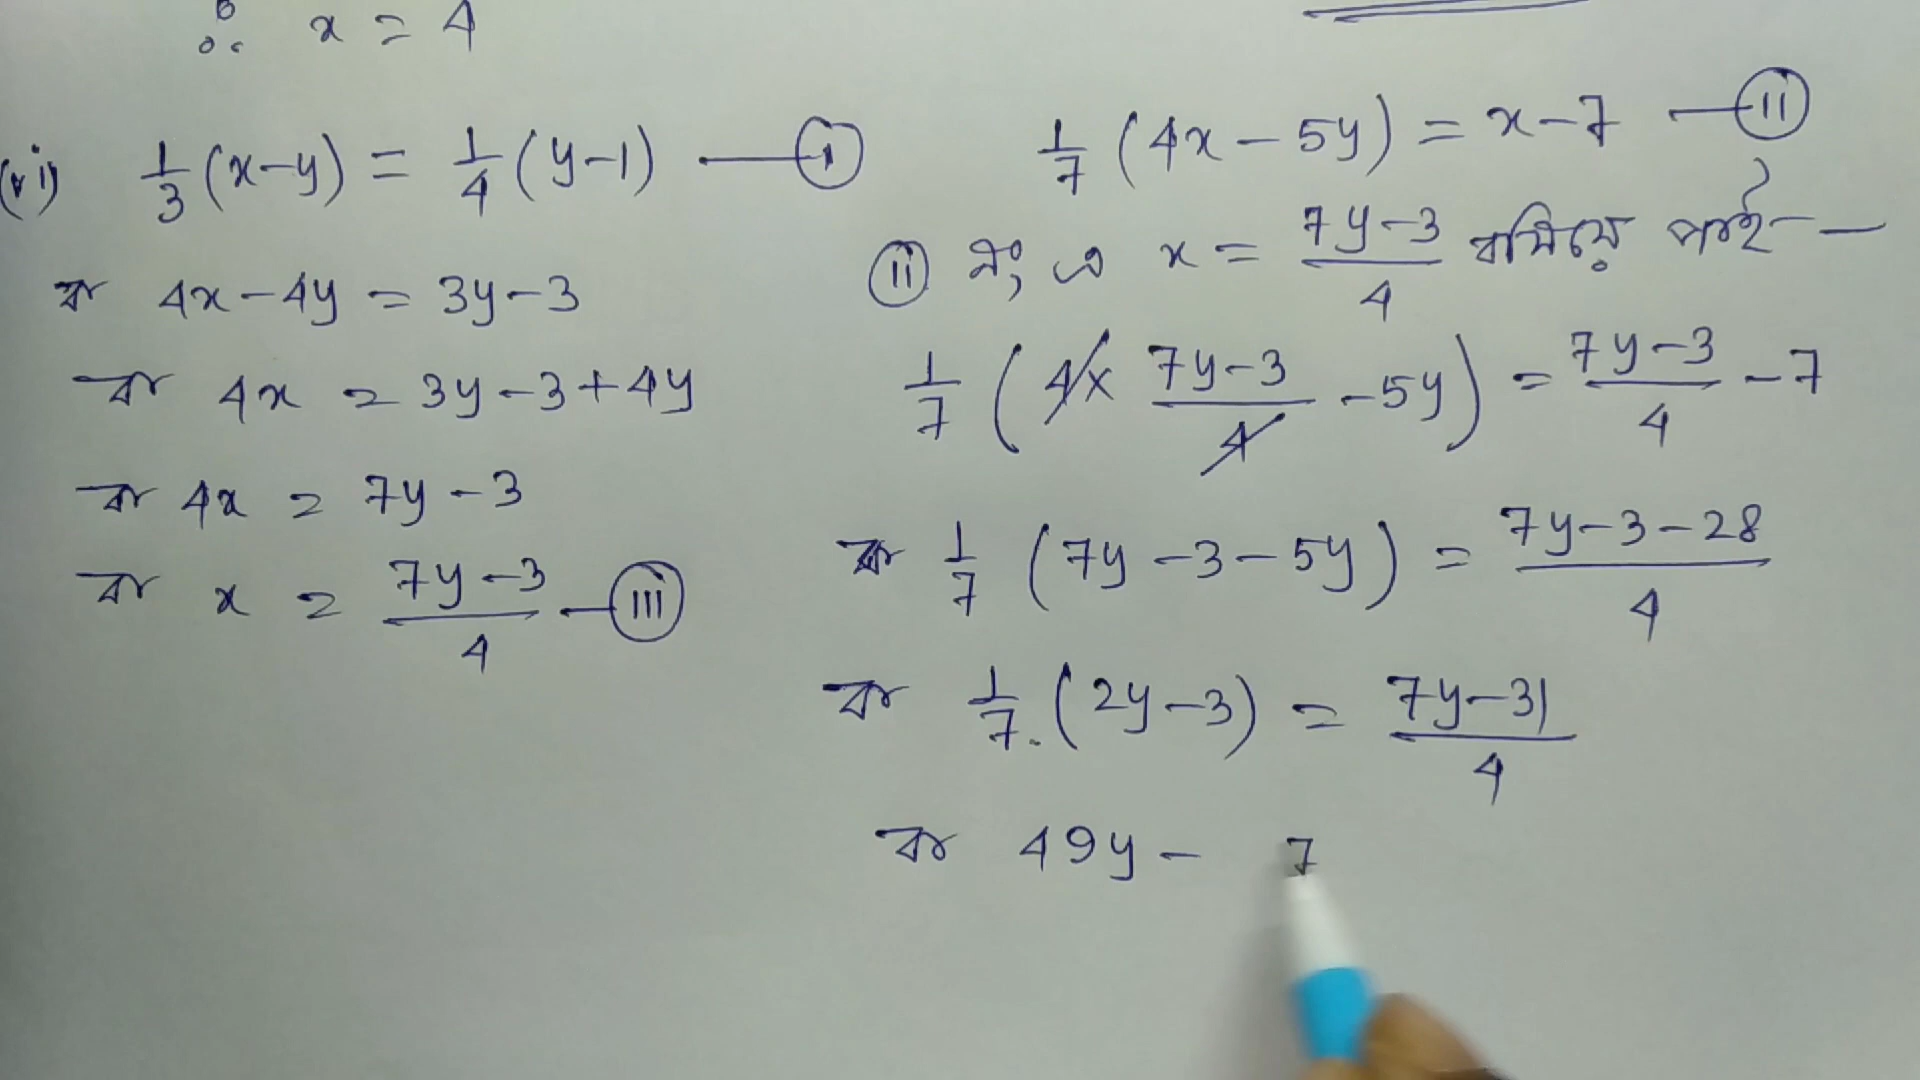 ∴ x = 4
(vi) 1/3 (x-y) = 1/4 (y-1) — (i)
বা 4x-4y = 3y-3
বা 4x = 3y-3+4y
বা 4x = 7y-3
বা x = (7y-3)/4 — (iii)
1/7 (4x-5y) = x-7 — (ii)
(ii) নং এ x = (7y-3)/4 বসিয়ে পাই —
1/7 (4× (7y-3)/4 -5y) = (7y-3)/4 -7
বা 1/7 (7y-3-5y) = (7y-3-28)/4
বা 1/7 (2y-3) = (7y-31)/4
বা 49y- 7